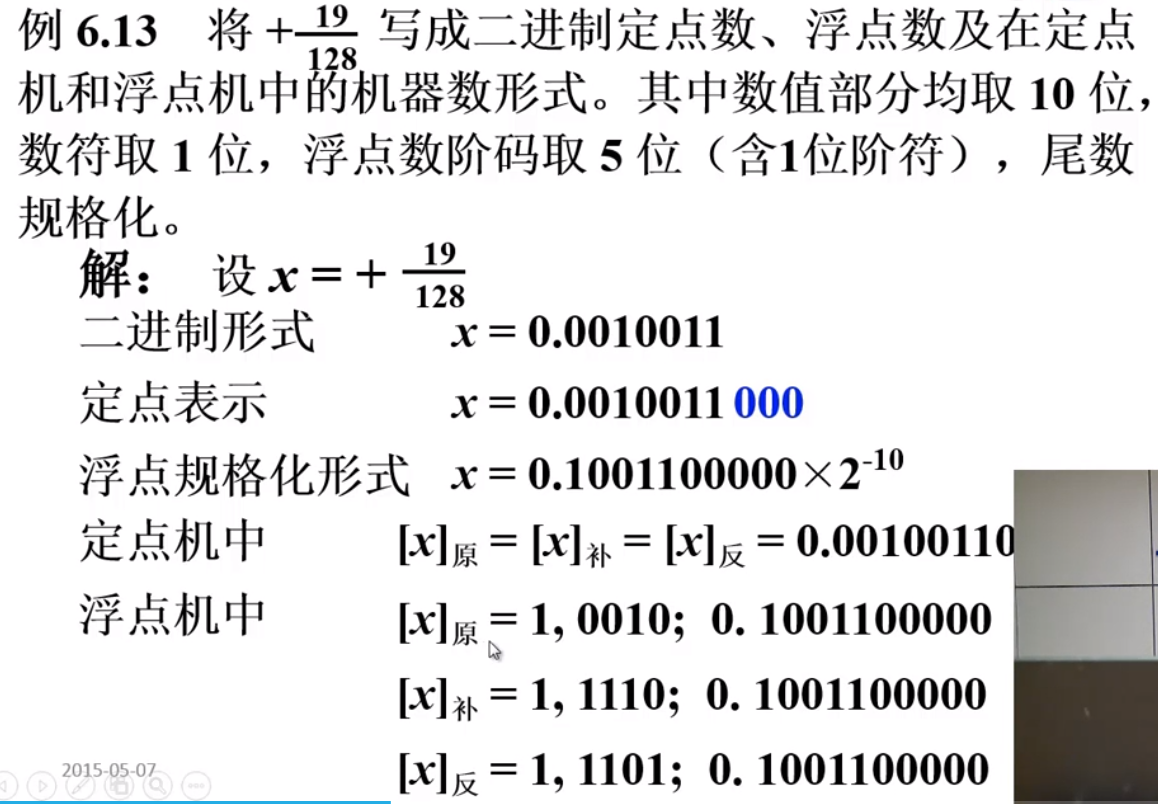 例 6.13 将 +19/128 写成二进制定点数、浮点数及在定点
机和浮点机中的机器数形式。其中数值部分均取 10 位，
数符取 1 位，浮点数阶码取 5 位（含1位阶符），尾数
规格化。
解： 设 x = + 19/128
二进制形式 x = 0.0010011
定点表示 x = 0.0010011 000
浮点规格化形式 x = 0.1001100000×2^-10
定点机中 [x]原 = [x]补 = [x]反 = 0.00100110
浮点机中 [x]原 = 1, 0010; 0. 1001100000
[x]补 = 1, 1110; 0. 1001100000
[x]反 = 1, 1101; 0. 1001100000
2015-05-07